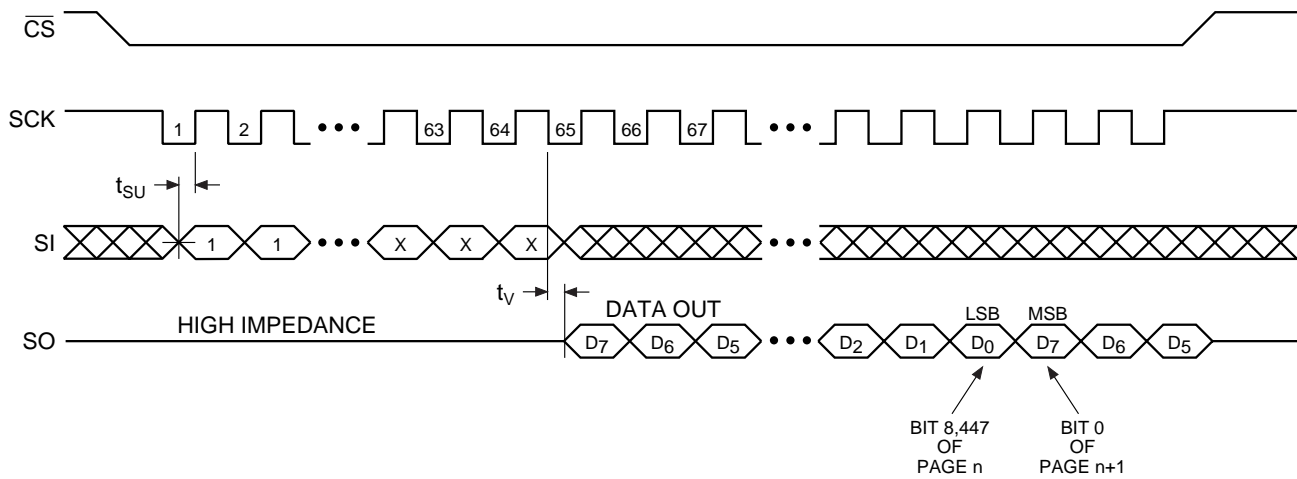 CS
SCK
1 2 ••• 63 64 65 66 67 •••
tSU
SI
1 1 ••• X X X •••
tV
HIGH IMPEDANCE
DATA OUT
LSB MSB
SO
D7 D6 D5 ••• D2 D1 D0 D7 D6 D5
BIT 8,447
OF
PAGE n
BIT 0
OF
PAGE n+1